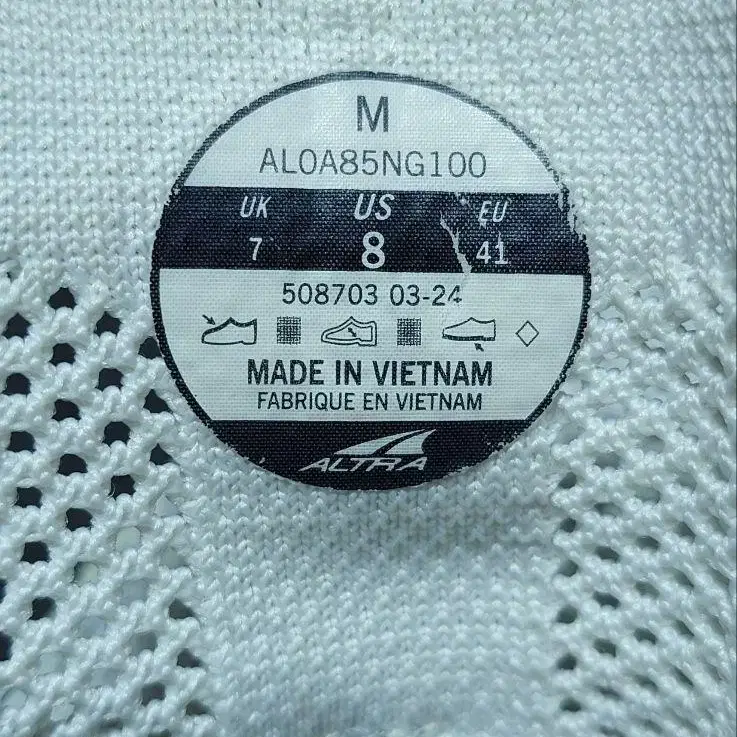 M
AL0A85NG100
UK US EU
7 8 41
508703 03-24
MADE IN VIETNAM
FABRIQUE EN VIETNAM
ALTRA